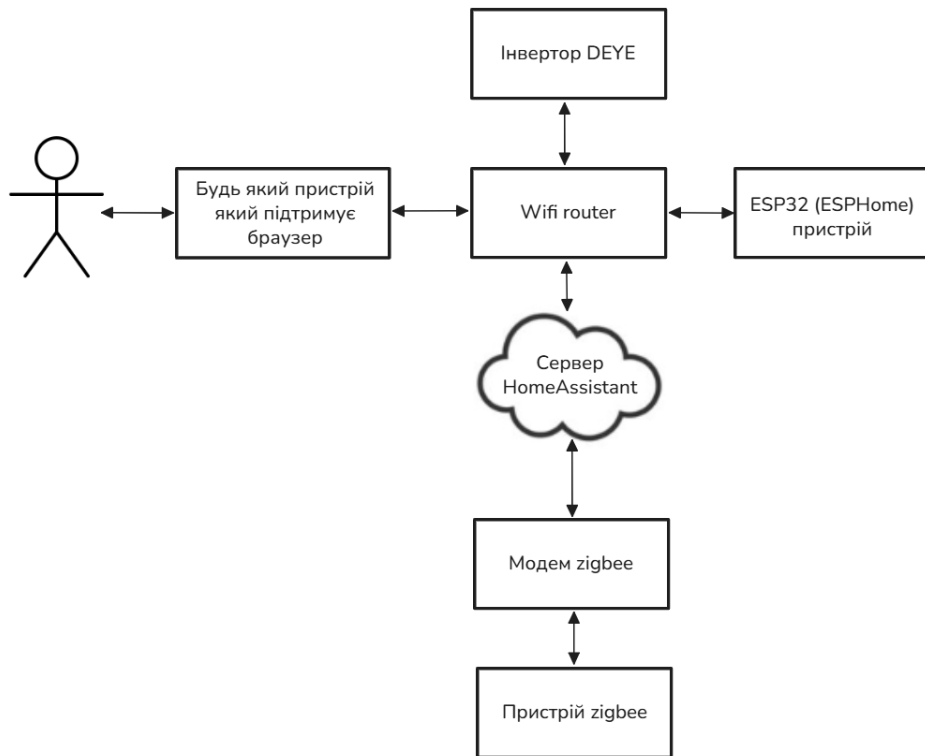 Інвертор DEYE
Будь який пристрій
який підтримує
браузер
Wifi router
ESP32 (ESPHome)
пристрій
Сервер
HomeAssistant
Модем zigbee
Пристрій zigbee